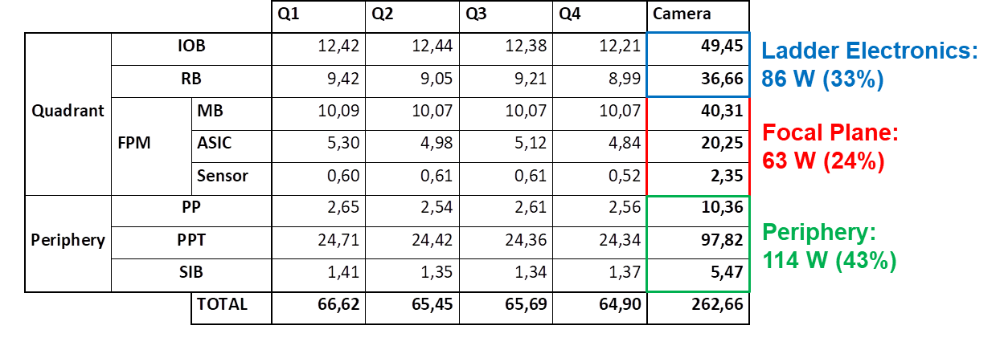 Q1 Q2 Q3 Q4 Camera
IOB 12,42 12,44 12,38 12,21 49,45
RB 9,42 9,05 9,21 8,99 36,66
Quadrant FPM MB 10,09 10,07 10,07 10,07 40,31
ASIC 5,30 4,98 5,12 4,84 20,25
Sensor 0,60 0,61 0,61 0,52 2,35
PP 2,65 2,54 2,61 2,56 10,36
Periphery PPT 24,71 24,42 24,36 24,34 97,82
SIB 1,41 1,35 1,34 1,37 5,47
TOTAL 66,62 65,45 65,69 64,90 262,66
Ladder Electronics:
86 W (33%)
Focal Plane:
63 W (24%)
Periphery:
114 W (43%)